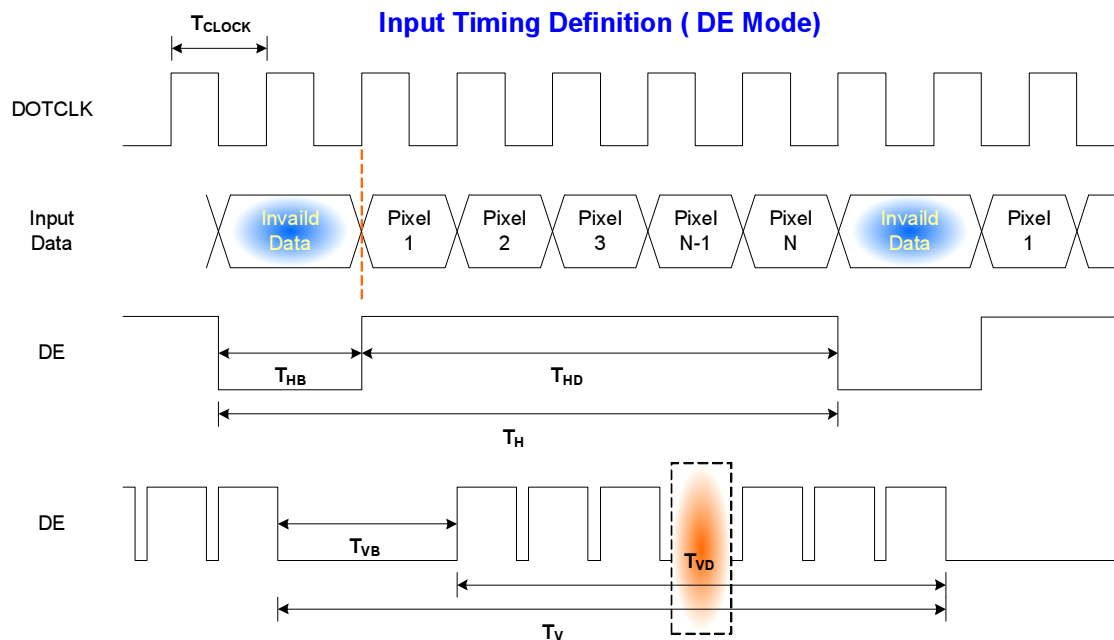 Input Timing Definition ( DE Mode)
TCLOCK
DOTCLK
Input
Data
Invaild
Data
Pixel
1
Pixel
2
Pixel
3
Pixel
N-1
Pixel
N
Invaild
Data
Pixel
1
DE
THB
THD
TH
DE
TVB
TVD
TV